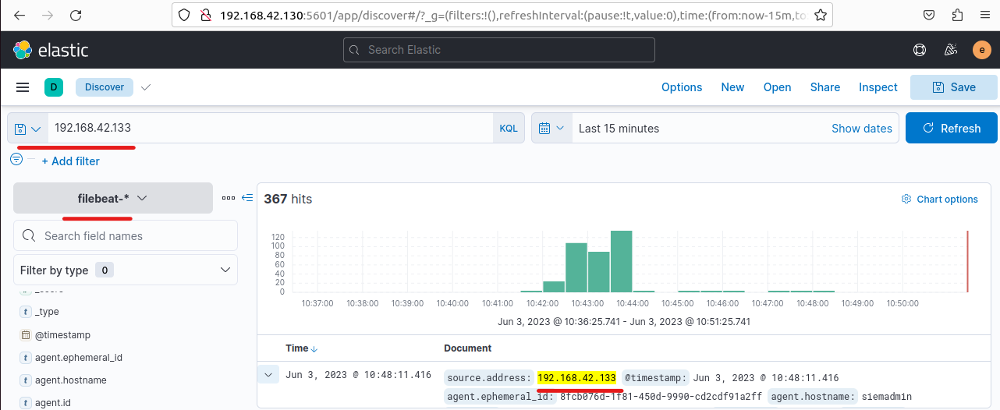 192.168.42.130:5601/app/discover#/?_g=(filters:!(),refreshInterval:(pause:!t,value:0),time:(from:now-15m,to
elastic Search Elastic e
D Discover Options New Open Share Inspect Save
192.168.42.133 KQL Last 15 minutes Show dates Refresh
+ Add filter
filebeat-*
367 hits Chart options
Search field names
Filter by type 0
_type
@timestamp
agent.ephemeral_id
agent.hostname
agent.id
120
100
80
60
40
20
0
10:37:00 10:38:00 10:39:00 10:40:00 10:41:00 10:42:00 10:43:00 10:44:00 10:45:00 10:46:00 10:47:00 10:48:00 10:49:00 10:50:00
Jun 3, 2023 @ 10:36:25.741 - Jun 3, 2023 @ 10:51:25.741
Time Document
Jun 3, 2023 @ 10:48:11.416 source.address: 192.168.42.133 @timestamp: Jun 3, 2023 @ 10:48:11.416
agent.ephemeral_id: 8fcb076d-1f81-450d-9990-cd2cdf91a2ff agent.hostname: siemadmin